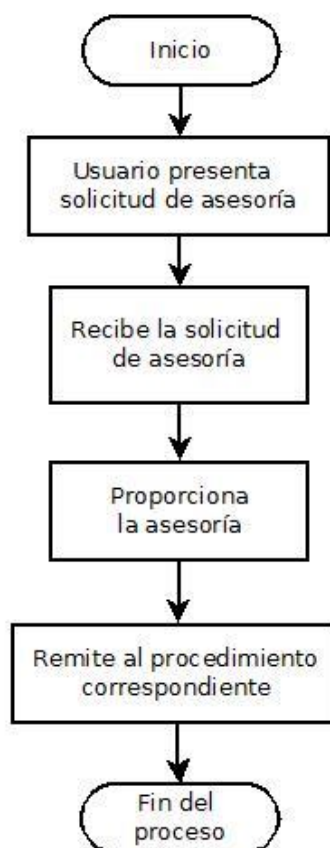 Inicio
Usuario presenta
solicitud de asesoría
Recibe la solicitud
de asesoría
Proporciona
la asesoría
Remite al procedimiento
correspondiente
Fin del
proceso